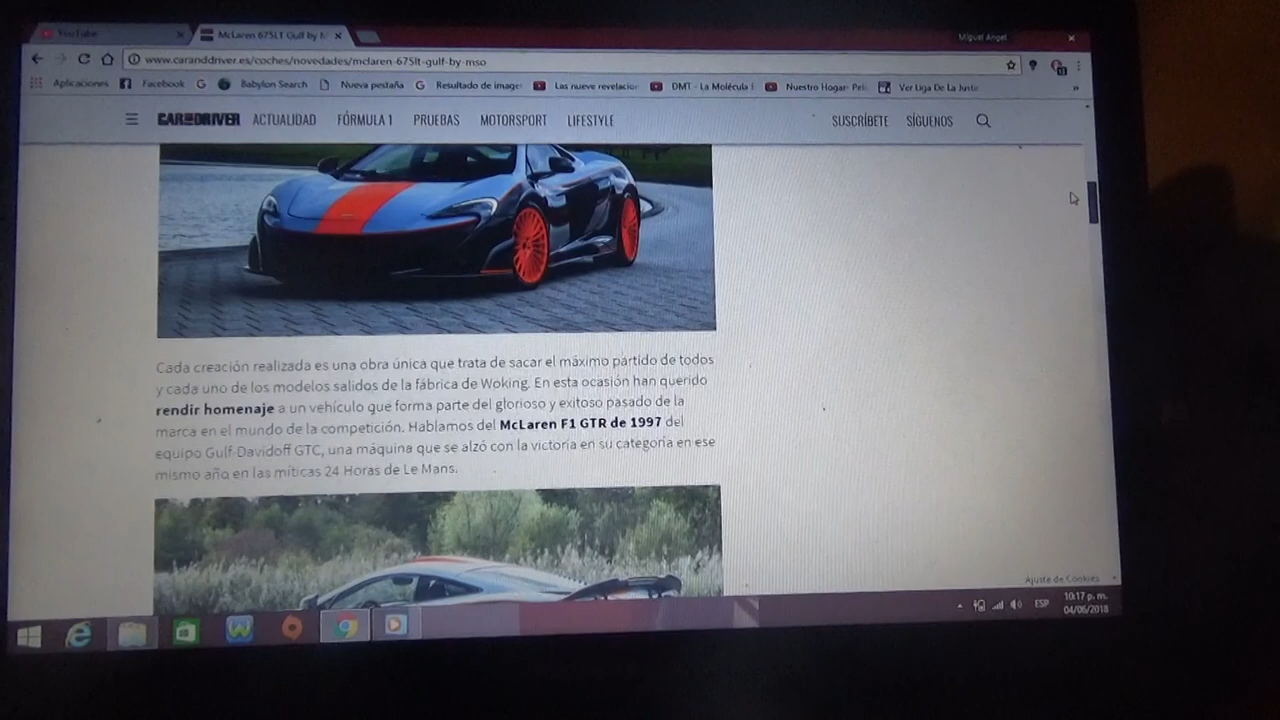 YouTube
McLaren 675LT Gulf by M
Miguel Angel
www.caranddriver.es/coches/novedades/mclaren-675lt-gulf-by-mso
Aplicaciones Facebook Babylon Search Nueva pestaña Resultado de image Las nueve revelacion DMT - La Molécula Nuestro Hogar- Peli Ver Liga De La Justic
CAR AND DRIVER ACTUALIDAD FÓRMULA 1 PRUEBAS MOTORSPORT LIFESTYLE SUSCRÍBETE SÍGUENOS
Cada creación realizada es una obra única que trata de sacar el máximo partido de todos
y cada uno de los modelos salidos de la fábrica de Woking. En esta ocasión han querido
rendir homenaje a un vehículo que forma parte del glorioso y exitoso pasado de la
marca en el mundo de la competición. Hablamos del McLaren F1 GTR de 1997 del
equipo Gulf-Davidoff GTC, una máquina que se alzó con la victoria en su categoría en ese
mismo año en las míticas 24 Horas de Le Mans.
Ajuste de Cookies
ESP
10:17 p. m.
04/06/2018